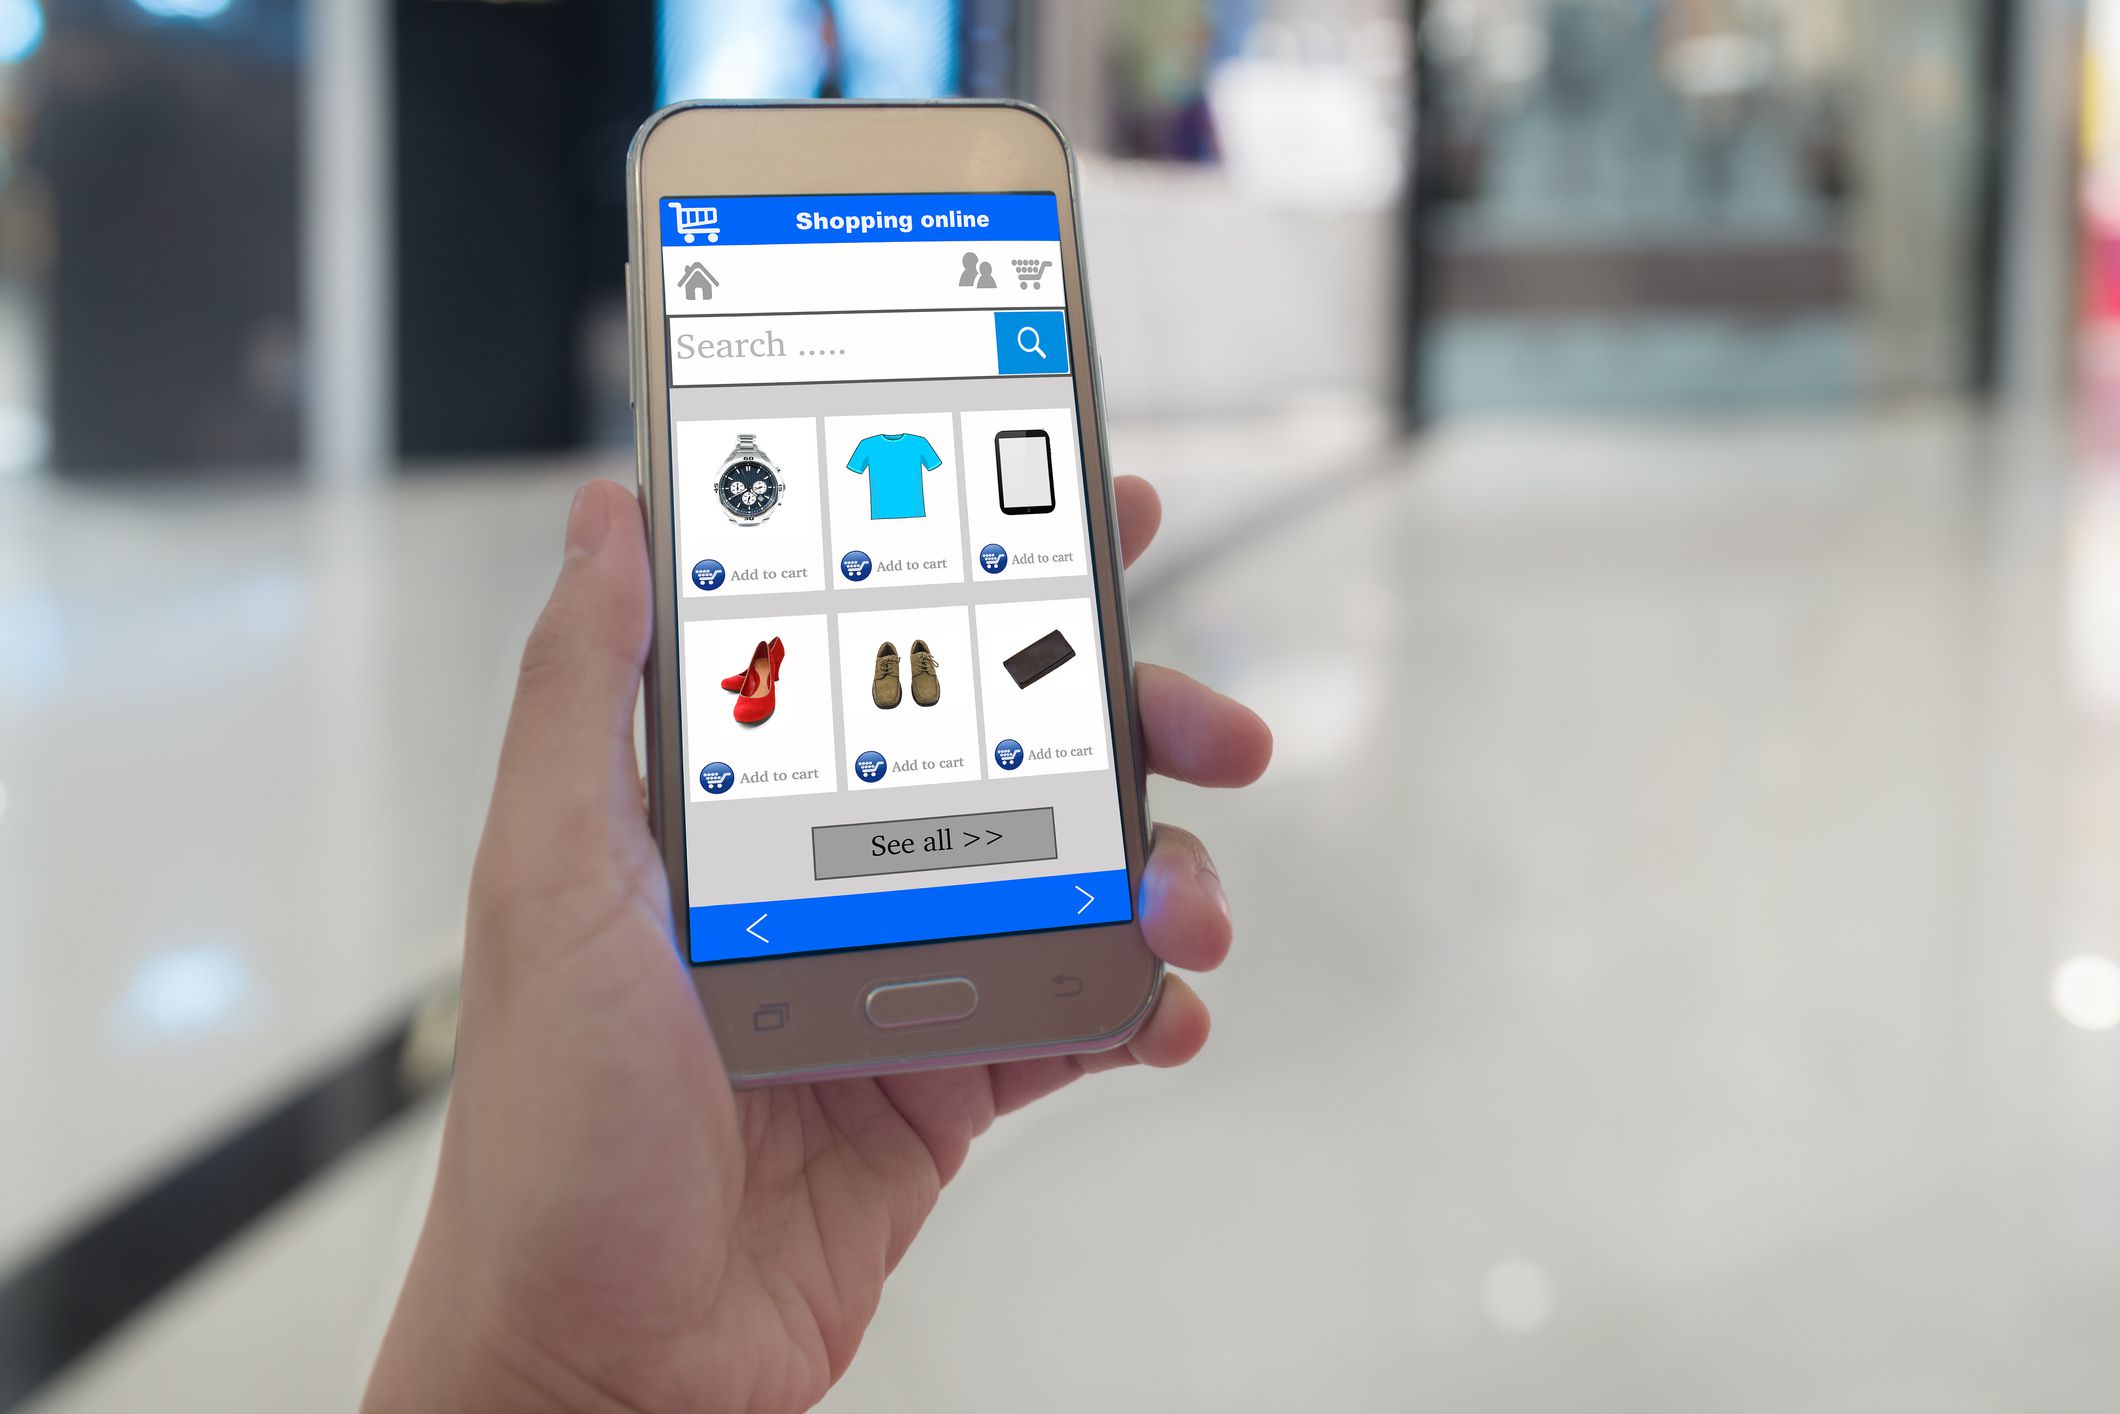 Shopping online
Search .....
Add to cart
Add to cart
Add to cart
Add to cart
Add to cart
Add to cart
See all >>